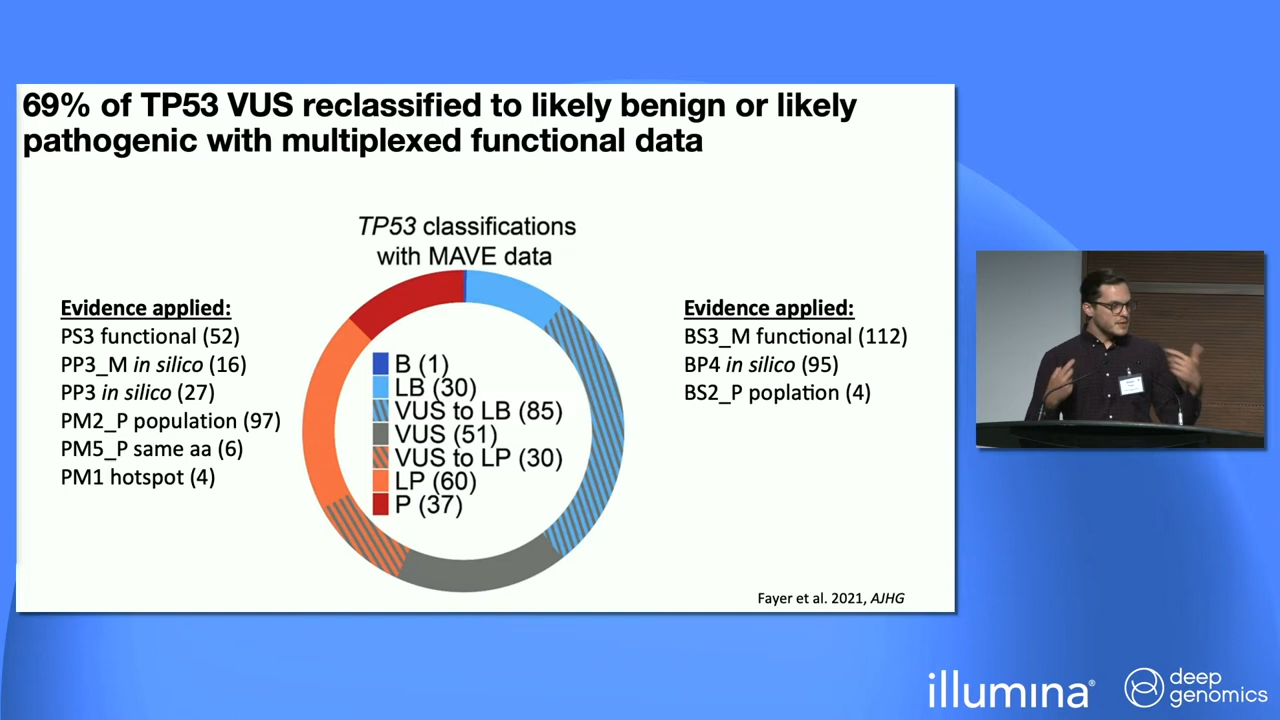 69% of TP53 VUS reclassified to likely benign or likely
pathogenic with multiplexed functional data
TP53 classifications
with MAVE data
Evidence applied:
PS3 functional (52)
PP3_M in silico (16)
PP3 in silico (27)
PM2_P population (97)
PM5_P same aa (6)
PM1 hotspot (4)
B (1)
LB (30)
VUS to LB (85)
VUS (51)
VUS to LP (30)
LP (60)
P (37)
Evidence applied:
BS3_M functional (112)
BP4 in silico (95)
BS2_P poplation (4)
Fayer et al. 2021, AJHG
illumina®
deep
genomics